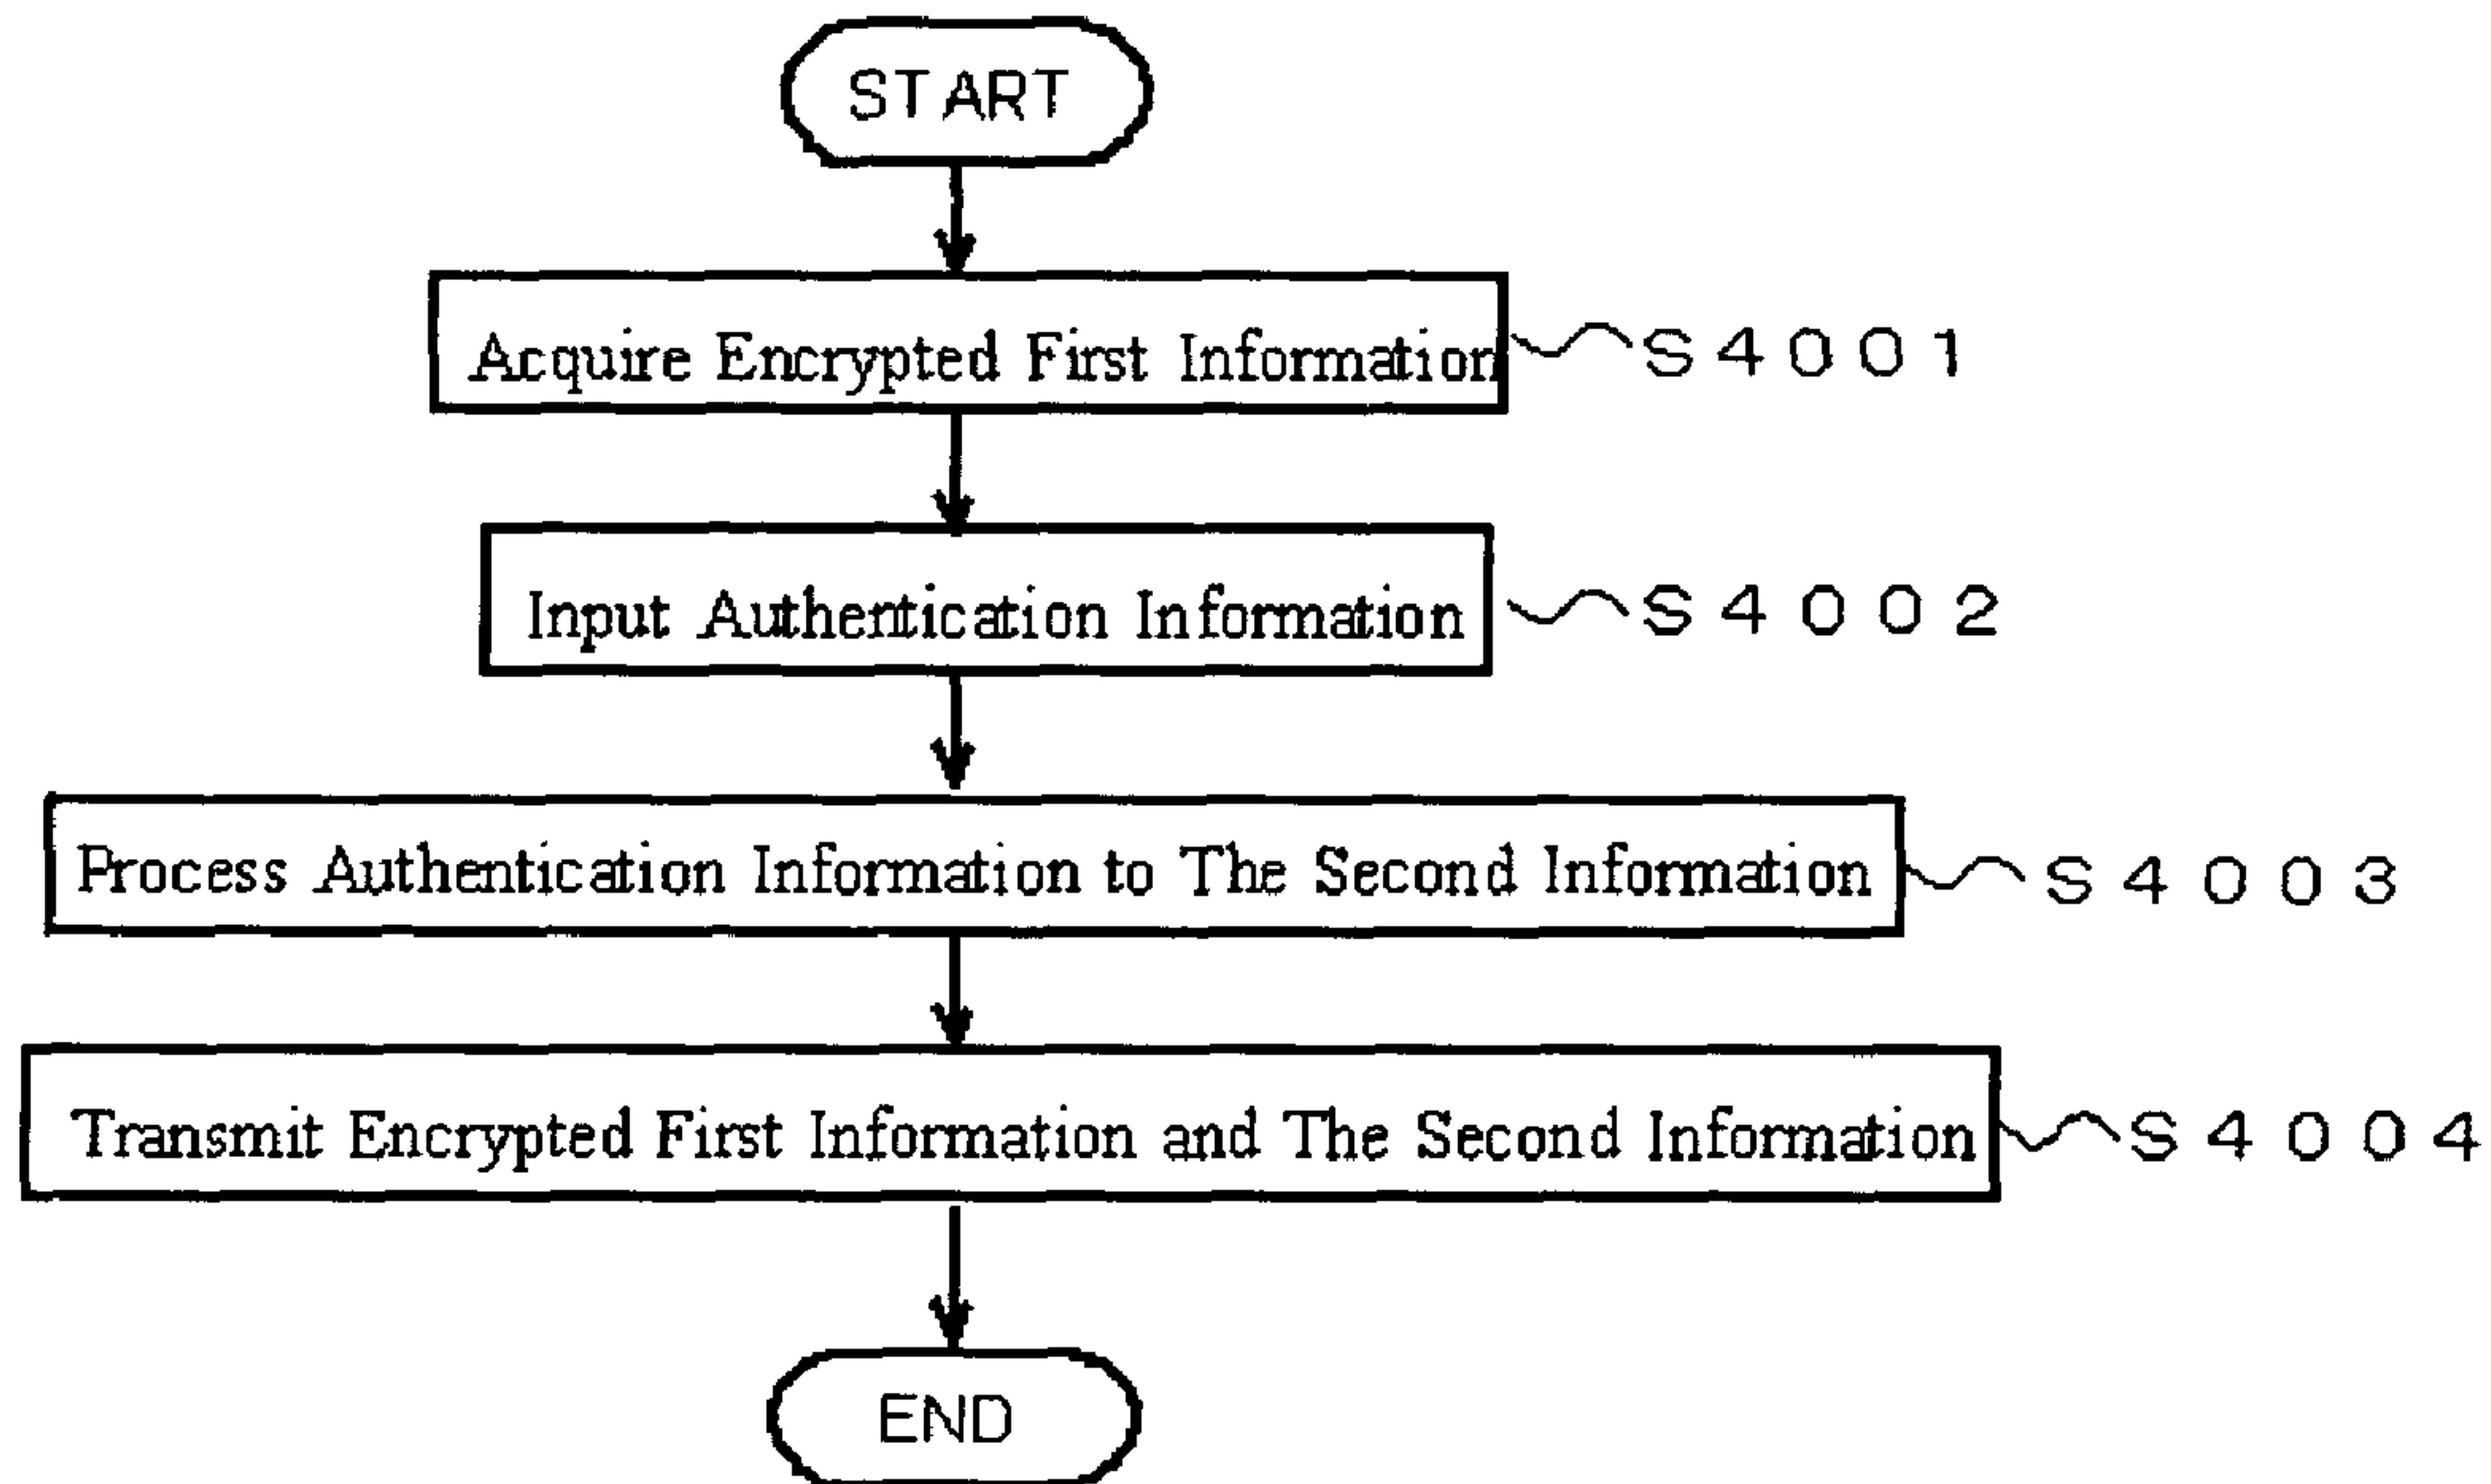 START
Acquire Encrypted First Information S4001
Input Authentication Information S4002
Process Authentication Information to The Second Information S4003
Transmit Encrypted First Information and The Second Information S4004
END